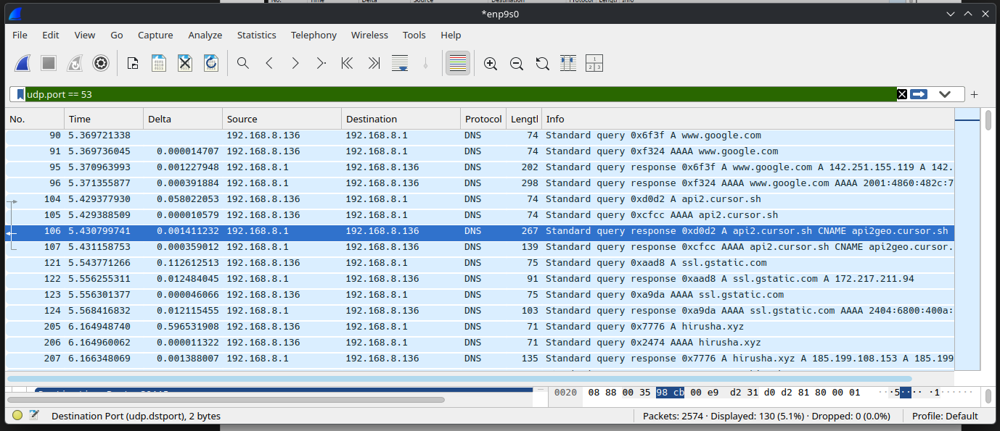 No. Time Delta Source Destination Protocol Length Info
*enp9s0
File Edit View Go Capture Analyze Statistics Telephony Wireless Tools Help
udp.port == 53
No. Time Delta Source Destination Protocol Lengtl Info
90 5.369721338 192.168.8.136 192.168.8.1 DNS 74 Standard query 0x6f3f A www.google.com
91 5.369736045 0.000014707 192.168.8.136 192.168.8.1 DNS 74 Standard query 0xf324 AAAA www.google.com
95 5.370963993 0.001227948 192.168.8.1 192.168.8.136 DNS 202 Standard query response 0x6f3f A www.google.com A 142.251.155.119 A 142.
96 5.371355877 0.000391884 192.168.8.1 192.168.8.136 DNS 298 Standard query response 0xf324 AAAA www.google.com AAAA 2001:4860:482c:7
104 5.429377930 0.058022053 192.168.8.136 192.168.8.1 DNS 74 Standard query 0xd0d2 A api2.cursor.sh
105 5.429388509 0.000010579 192.168.8.136 192.168.8.1 DNS 74 Standard query 0xcfcc AAAA api2.cursor.sh
106 5.430799741 0.001411232 192.168.8.1 192.168.8.136 DNS 267 Standard query response 0xd0d2 A api2.cursor.sh CNAME api2geo.cursor.sh
107 5.431158753 0.000359012 192.168.8.1 192.168.8.136 DNS 139 Standard query response 0xcfcc AAAA api2.cursor.sh CNAME api2geo.cursor.
121 5.543771266 0.112612513 192.168.8.136 192.168.8.1 DNS 75 Standard query 0xaad8 A ssl.gstatic.com
122 5.556255311 0.012484045 192.168.8.1 192.168.8.136 DNS 91 Standard query response 0xaad8 A ssl.gstatic.com A 172.217.211.94
123 5.556301377 0.000046066 192.168.8.136 192.168.8.1 DNS 75 Standard query 0xa9da AAAA ssl.gstatic.com
124 5.568416832 0.012115455 192.168.8.1 192.168.8.136 DNS 103 Standard query response 0xa9da AAAA ssl.gstatic.com AAAA 2404:6800:400a:
205 6.164948740 0.596531908 192.168.8.136 192.168.8.1 DNS 71 Standard query 0x7776 A hirusha.xyz
206 6.164960062 0.000011322 192.168.8.136 192.168.8.1 DNS 71 Standard query 0x2474 AAAA hirusha.xyz
207 6.166348069 0.001388007 192.168.8.1 192.168.8.136 DNS 135 Standard query response 0x7776 A hirusha.xyz A 185.199.108.153 A 185.199
0020 08 88 00 35 98 cb 00 e9 d2 31 d0 d2 81 80 00 01 ···5·····1······
Destination Port (udp.dstport), 2 bytes Packets: 2574 · Displayed: 130 (5.1%) · Dropped: 0 (0.0%) Profile: Default